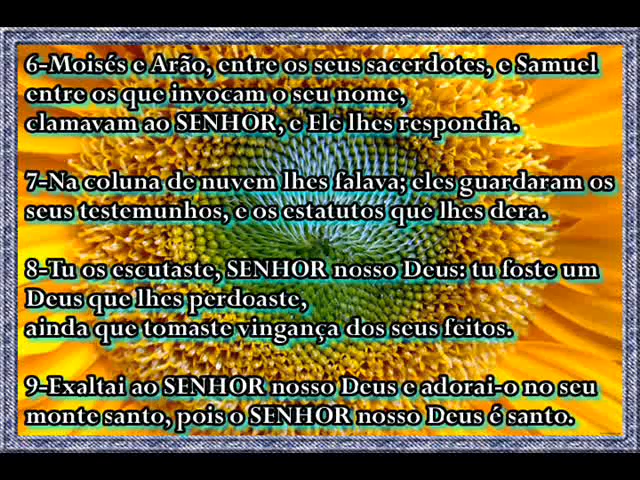 6-Moisés e Arão, entre os seus sacerdotes, e Samuel
entre os que invocam o seu nome,
clamavam ao SENHOR, e Ele lhes respondia.
7-Na coluna de nuvem lhes falava; eles guardaram os
seus testemunhos, e os estatutos que lhes dera.
8-Tu os escutaste, SENHOR nosso Deus: tu foste um
Deus que lhes perdoaste,
ainda que tomaste vingança dos seus feitos.
9-Exaltai ao SENHOR nosso Deus e adorai-o no seu
monte santo, pois o SENHOR nosso Deus é santo.